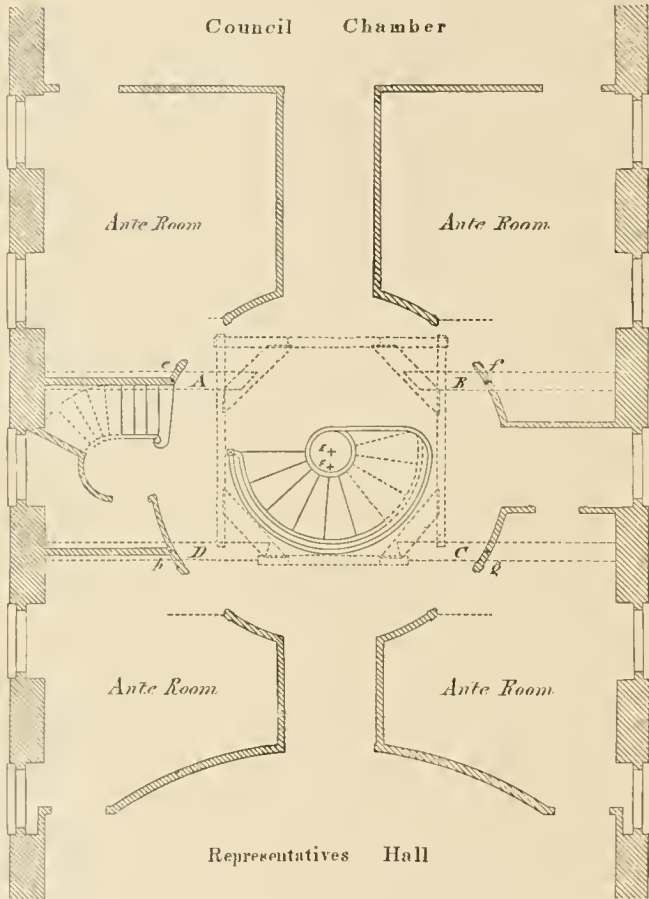 Council Chamber
Ante Room Ante Room
e f
A B
E+
F+
D C
h g
Ante Room Ante Room
Representatives Hall